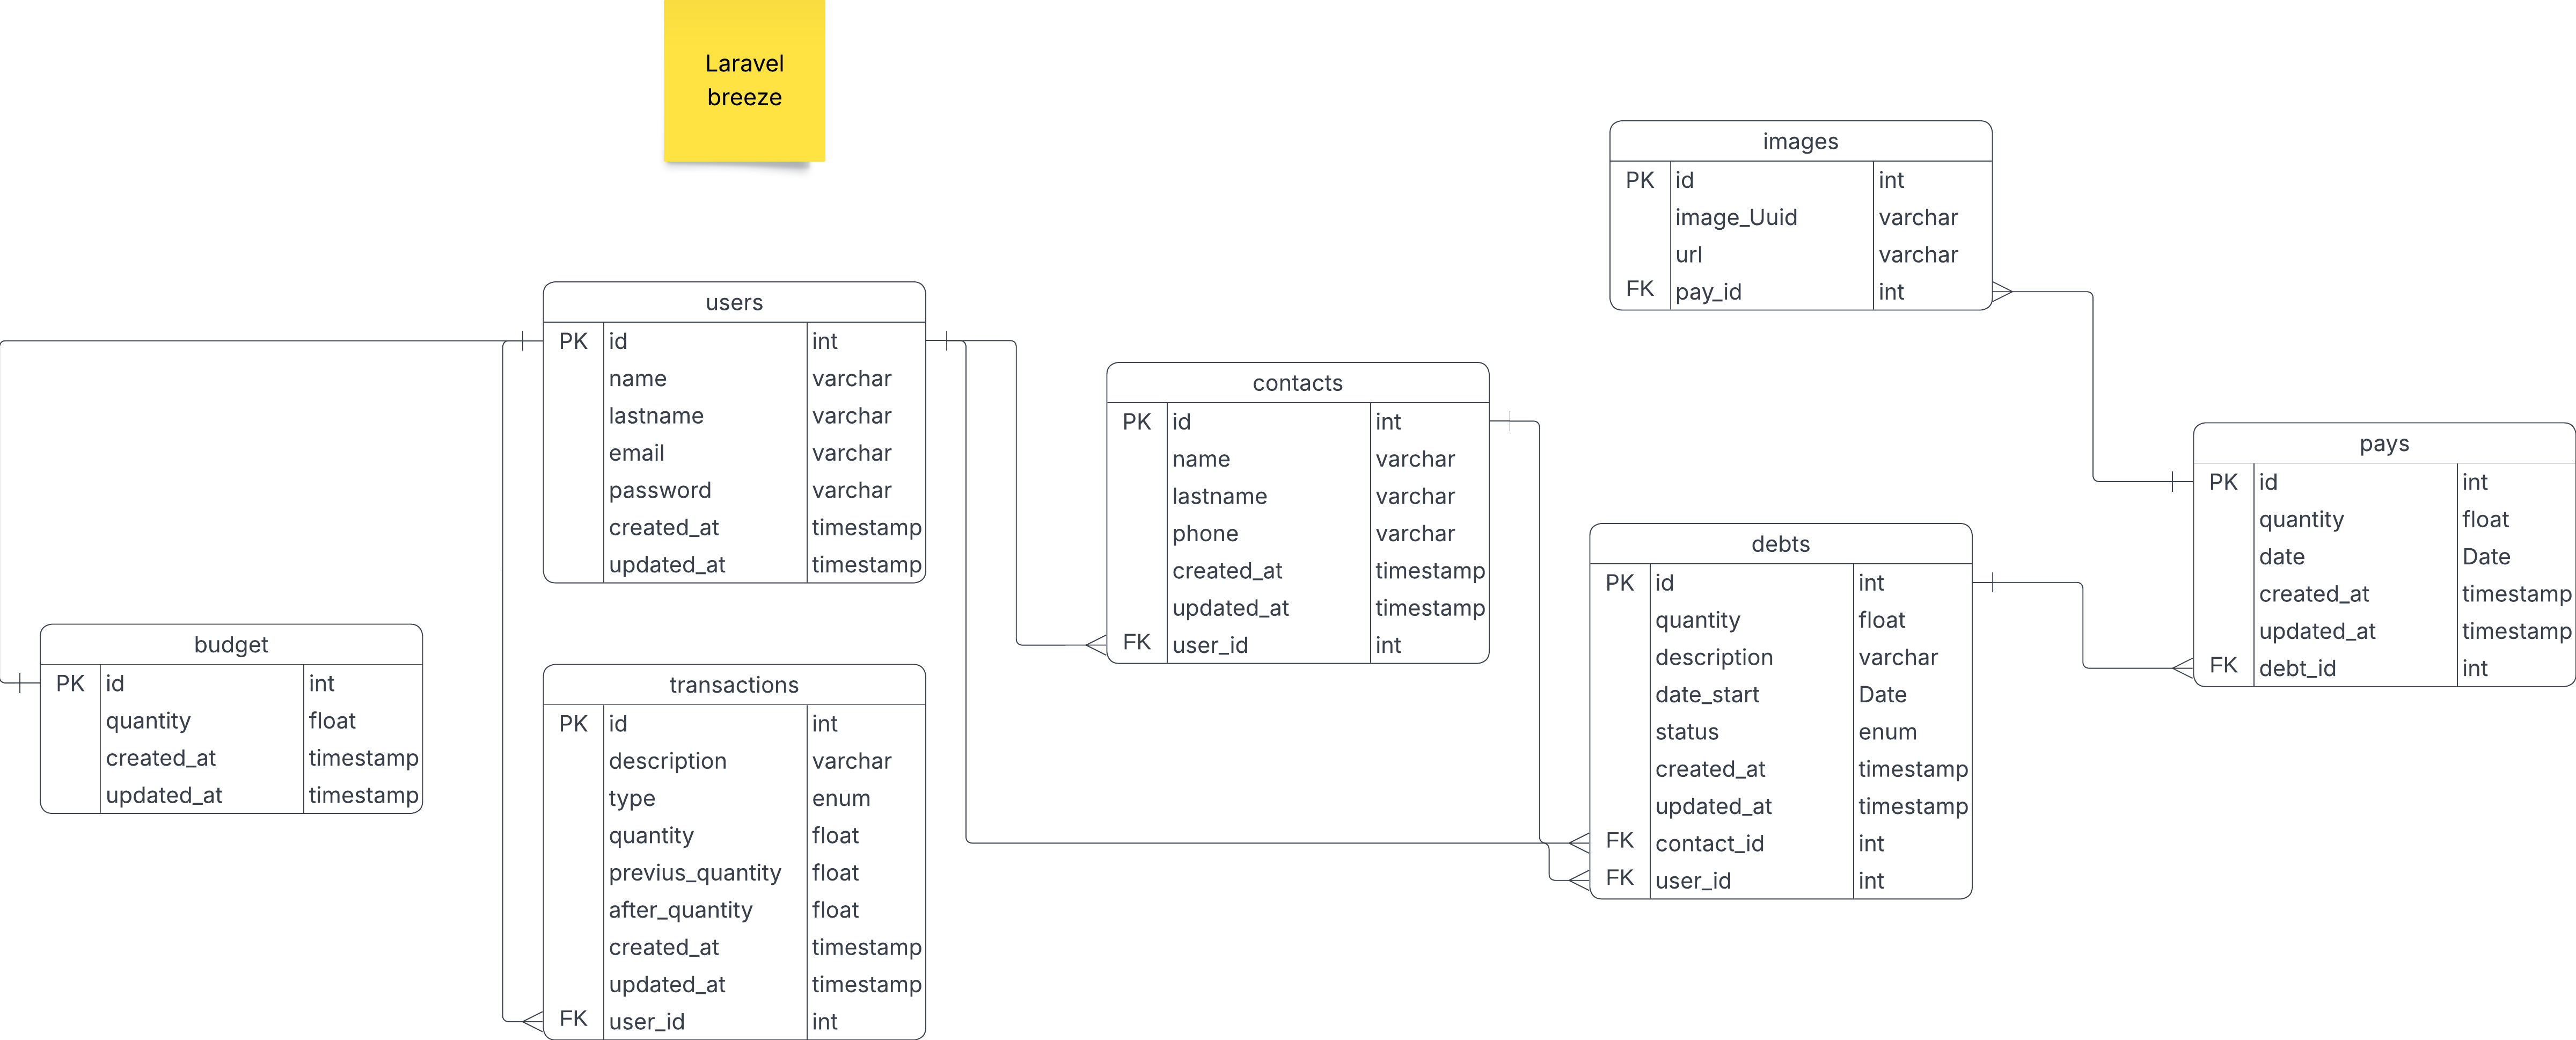 Laravel
breeze
images
PK id int
image_Uuid varchar
url varchar
FK pay_id int
users
PK id int
name varchar
lastname varchar
email varchar
password varchar
created_at timestamp
updated_at timestamp
contacts
PK id int
name varchar
lastname varchar
phone varchar
created_at timestamp
updated_at timestamp
FK user_id int
pays
PK id int
quantity float
date Date
created_at timestamp
updated_at timestamp
FK debt_id int
debts
PK id int
quantity float
description varchar
date_start Date
status enum
created_at timestamp
updated_at timestamp
FK contact_id int
FK user_id int
budget
PK id int
quantity float
created_at timestamp
updated_at timestamp
transactions
PK id int
description varchar
type enum
quantity float
previus_quantity float
after_quantity float
created_at timestamp
updated_at timestamp
FK user_id int